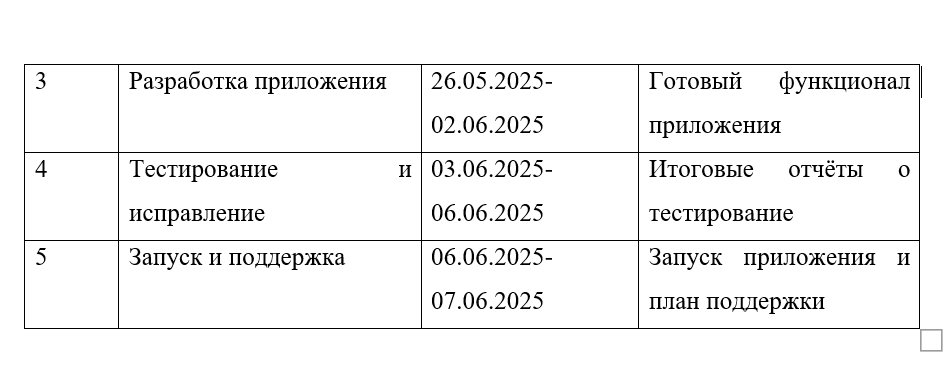 3 Разработка приложения 26.05.2025- Готовый функционал
02.06.2025 приложения
4 Тестирование и 03.06.2025- Итоговые отчёты о
исправление 06.06.2025 тестирование
5 Запуск и поддержка 06.06.2025- Запуск приложения и
07.06.2025 план поддержки